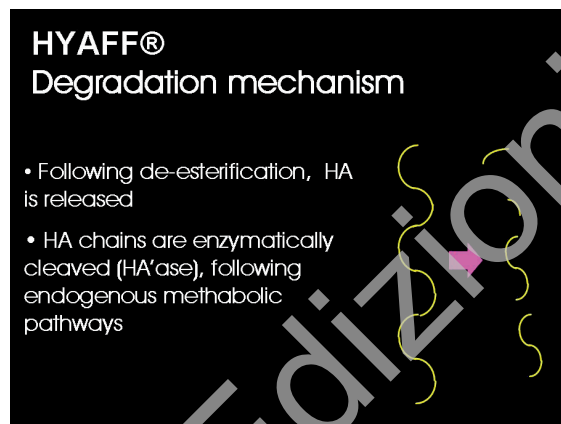 HYAFF®
Degradation mechanism
• Following de-esterification, HA
is released
• HA chains are enzymatically
cleaved (HA'ase), following
endogenous methabolic
pathways
Edizioni